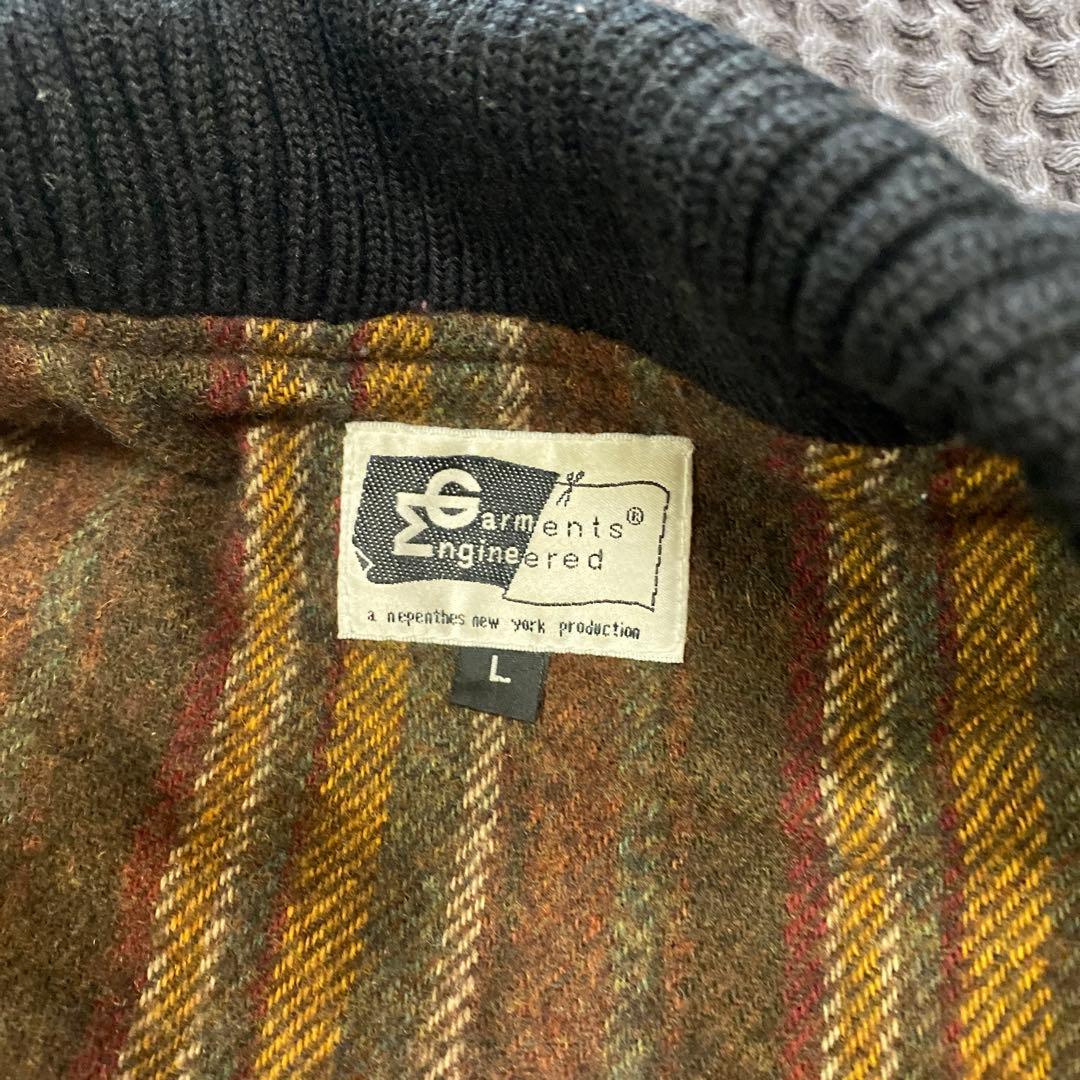 Garments®
Engineered
a nepenthes new york production
L